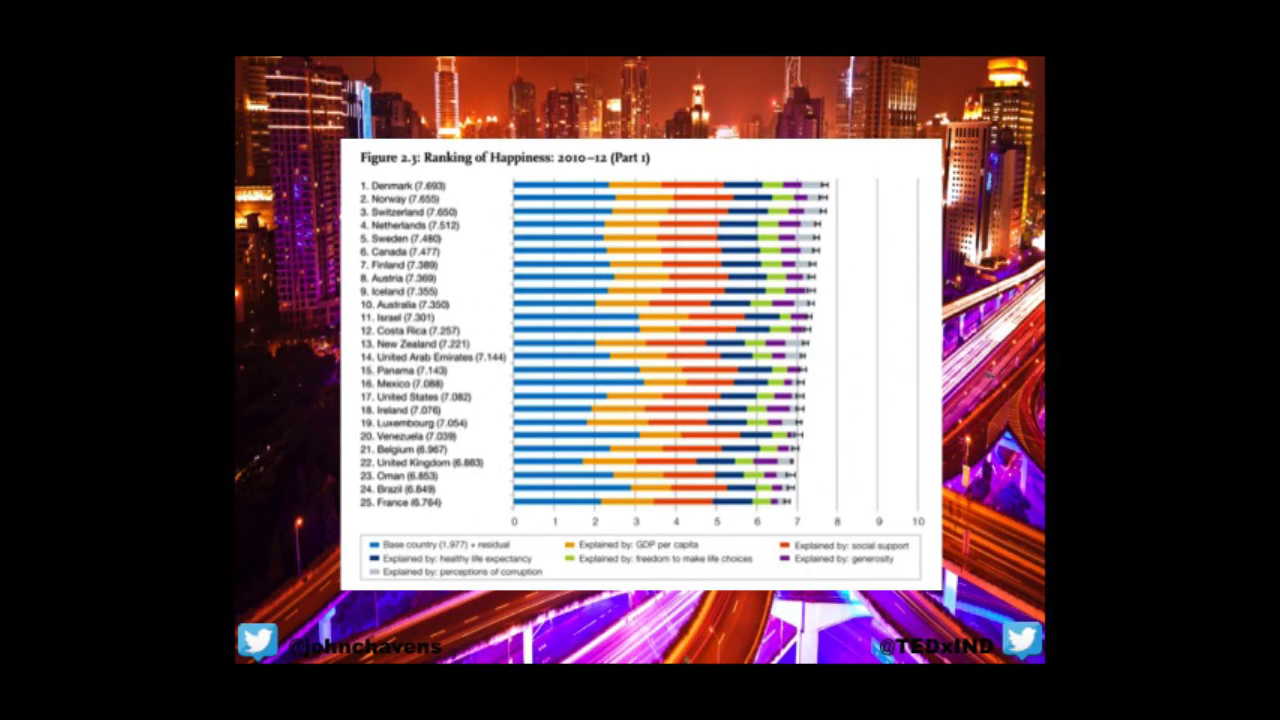 Figure 2.3: Ranking of Happiness: 2010–12 (Part 1)
1. Denmark (7.693)
2. Norway (7.655)
3. Switzerland (7.650)
4. Netherlands (7.512)
5. Sweden (7.480)
6. Canada (7.477)
7. Finland (7.389)
8. Austria (7.369)
9. Iceland (7.355)
10. Australia (7.350)
11. Israel (7.301)
12. Costa Rica (7.257)
13. New Zealand (7.221)
14. United Arab Emirates (7.144)
15. Panama (7.143)
16. Mexico (7.088)
17. United States (7.082)
18. Ireland (7.076)
19. Luxembourg (7.054)
20. Venezuela (7.039)
21. Belgium (6.967)
22. United Kingdom (6.883)
23. Oman (6.853)
24. Brazil (6.849)
25. France (6.764)
0 1 2 3 4 5 6 7 8 9 10
Base country (1.977) + residual Explained by: GDP per capita Explained by: social support
Explained by: healthy life expectancy Explained by: freedom to make life choices Explained by: generosity
Explained by: perceptions of corruption
@johnchavens @TEDxIND